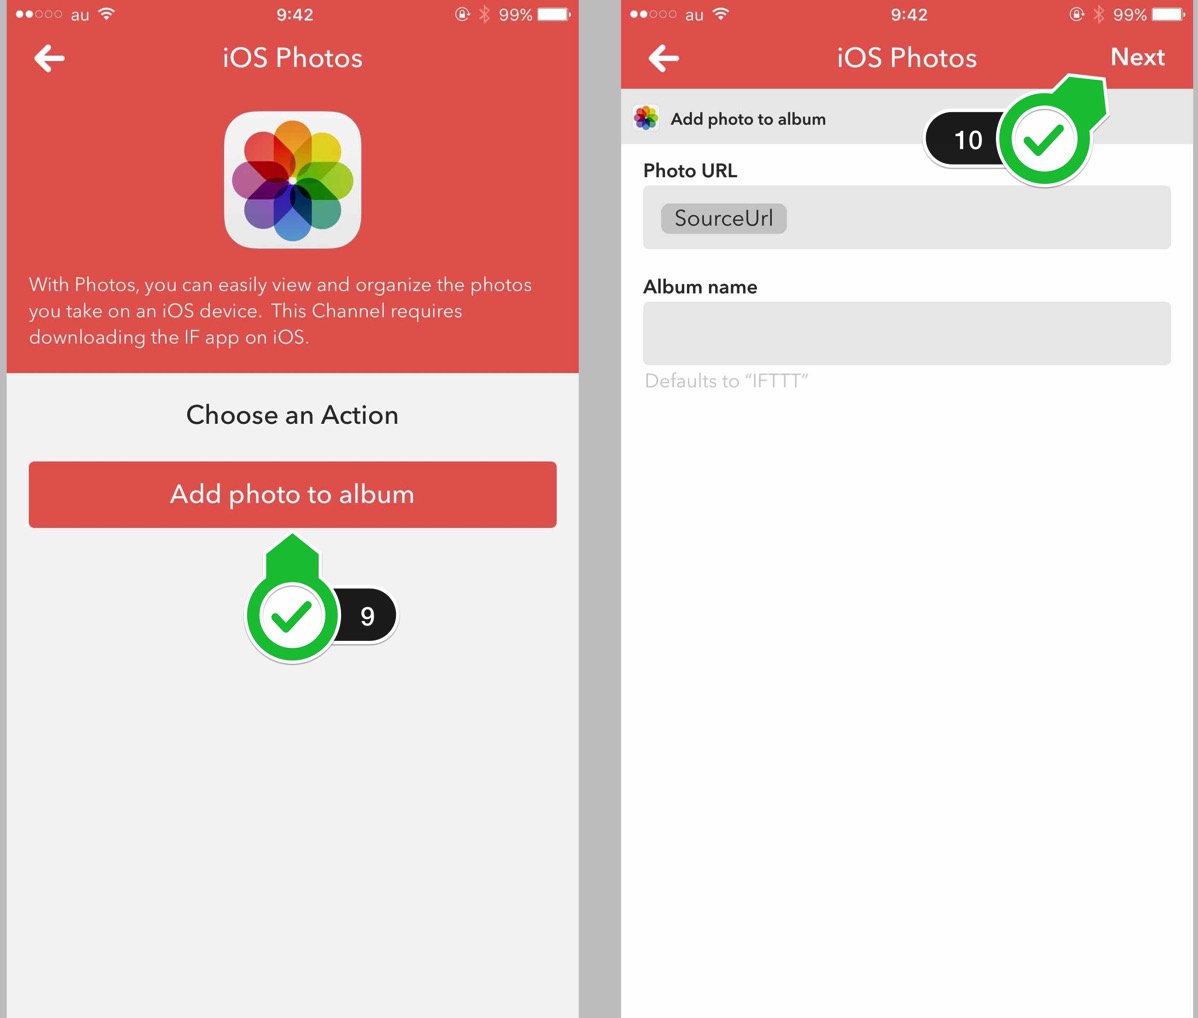 au 9:42 99%
iOS Photos
With Photos, you can easily view and organize the photos
you take on an iOS device. This Channel requires
downloading the IF app on iOS.
Choose an Action
Add photo to album
9
au 9:42 99%
iOS Photos Next
Add photo to album
10
Photo URL
SourceUrl
Album name
Defaults to “IFTTT”